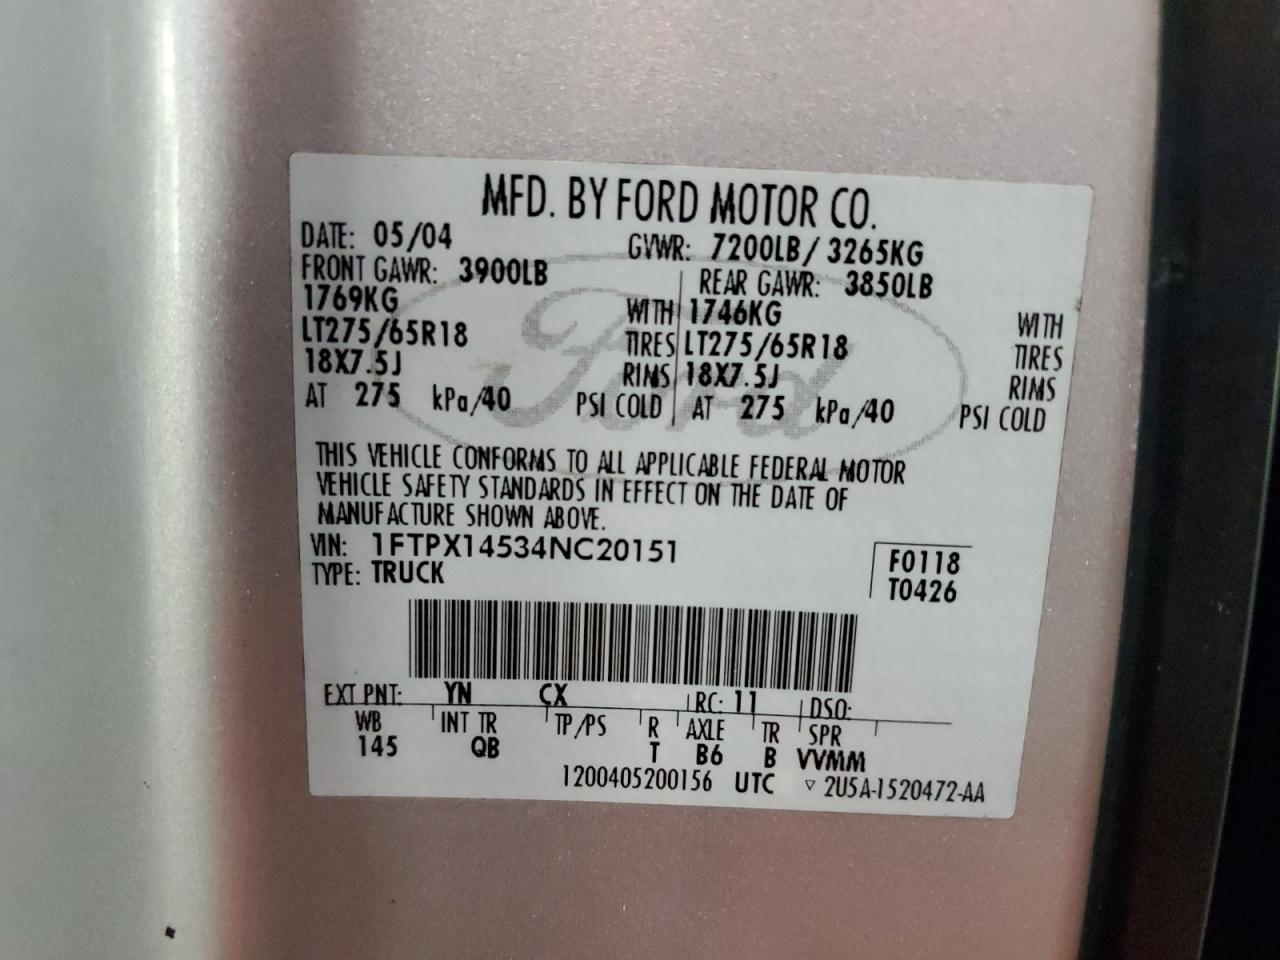 MFD. BY FORD MOTOR CO.
DATE: 05/04 GVWR: 7200LB/ 3265KG
FRONT GAWR: 3900LB REAR GAWR: 3850LB
1769KG WITH 1746KG WITH
LT275/65R18 TIRES LT275/65R18 TIRES
18X7.5J RIMS 18X7.5J RIMS
AT 275 kPa/40 PSI COLD AT 275 kPa/40 PSI COLD
Ford
THIS VEHICLE CONFORMS TO ALL APPLICABLE FEDERAL MOTOR
VEHICLE SAFETY STANDARDS IN EFFECT ON THE DATE OF
MANUFACTURE SHOWN ABOVE.
VIN: 1FTPX14534NC20151 F0118
TYPE: TRUCK T0426
EXT PNT: YN CX RC: 11 DSO:
WB INT TR TP/PS R AXLE TR SPR
145 QB T B6 B VVMM
1200405200156 UTC ▽ 2U5A-1520472-AA